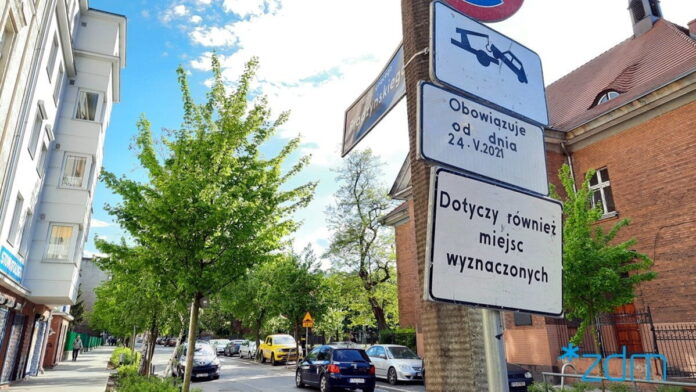 Obowiązuje
od dnia
24.V.2021
Dotyczy również
miejsc
wyznaczonych
zdm